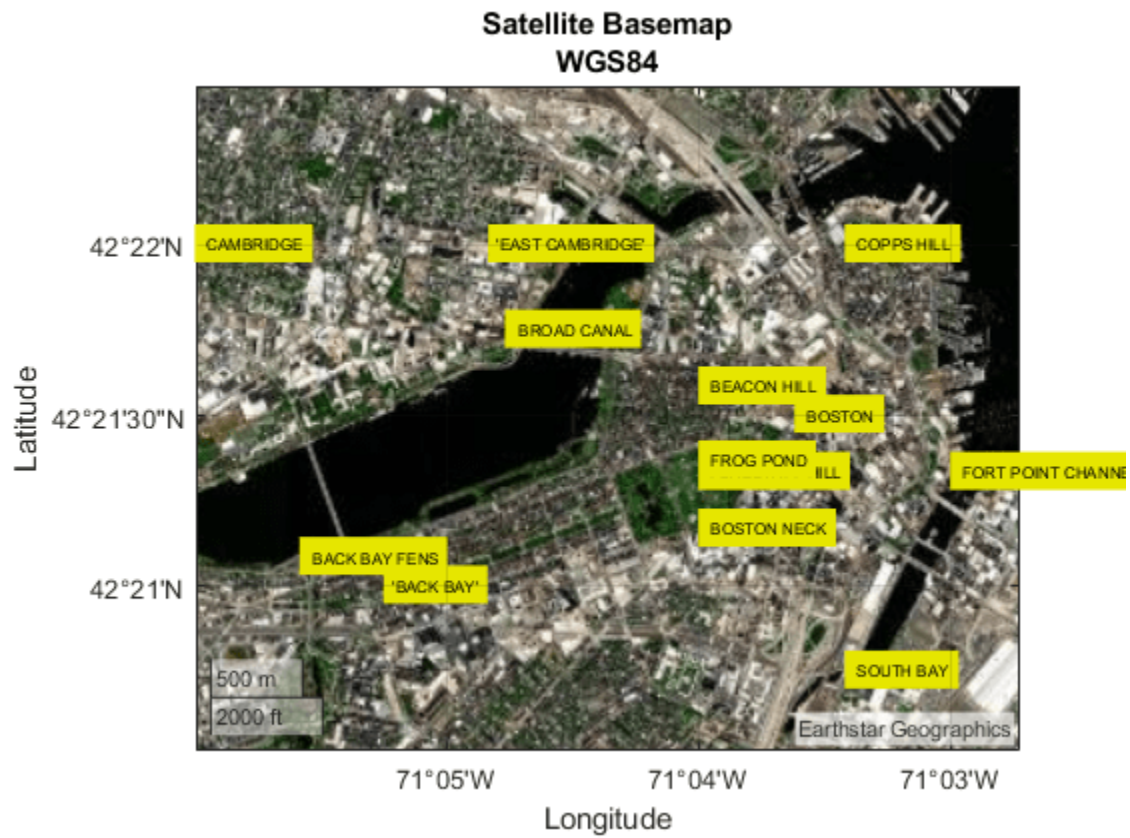 Satellite Basemap
WGS84
42°22'N
CAMBRIDGE
'EAST CAMBRIDGE'
COPPS HILL
BROAD CANAL
BEACON HILL
42°21'30"N
BOSTON
FROG POND
HILL
FORT POINT CHANNE
BOSTON NECK
BACK BAY FENS
42°21'N
'BACK BAY'
SOUTH BAY
500 m
2000 ft
Earthstar Geographics
71°05'W
71°04'W
71°03'W
Longitude
Latitude